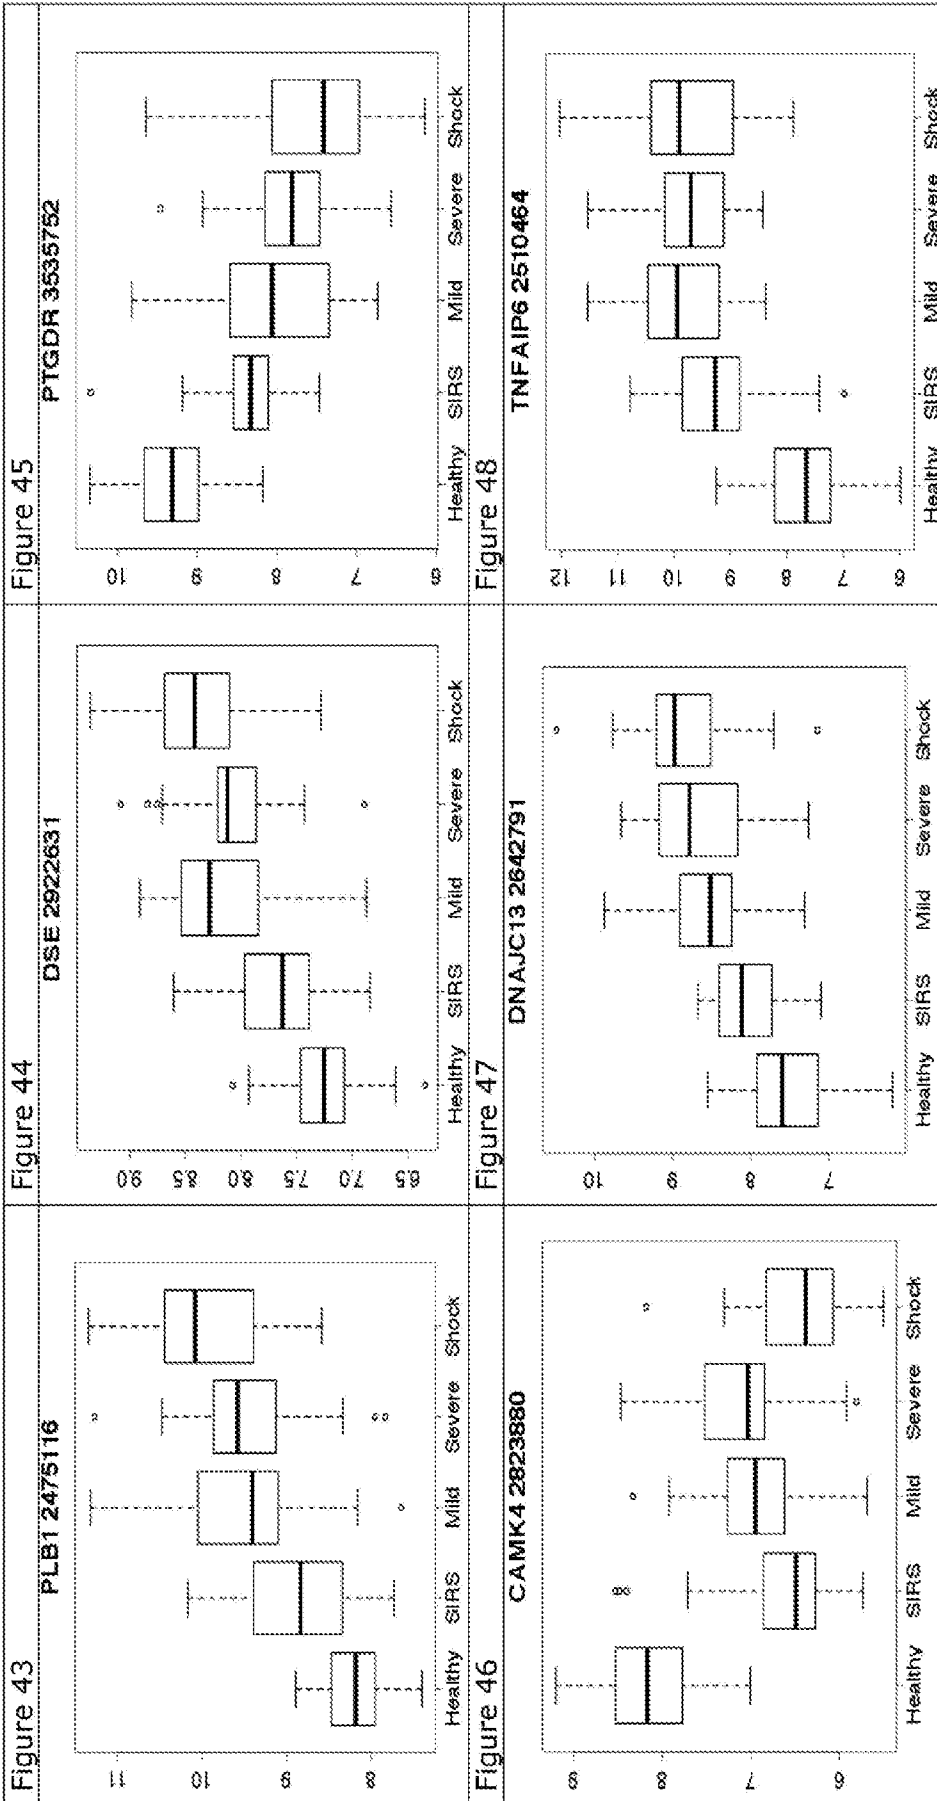 Figure 43
PLB1 2475116
11
10
9
8
Healthy
SIRS
Mild
Severe
Shock
Figure 44
DSE 2922631
9.0
8.5
8.0
7.5
7.0
6.5
Healthy
SIRS
Mild
Severe
Shock
Figure 45
PTGDR 3535752
10
9
8
7
6
Healthy
SIRS
Mild
Severe
Shock
Figure 46
CAMK4 2823880
9
8
7
6
Healthy
SIRS
Mild
Severe
Shock
Figure 47
DNAJC13 2642791
10
9
8
7
Healthy
SIRS
Mild
Severe
Shock
Figure 48
TNFAIP6 2510464
12
11
10
9
8
7
6
Healthy
SIRS
Mild
Severe
Shock